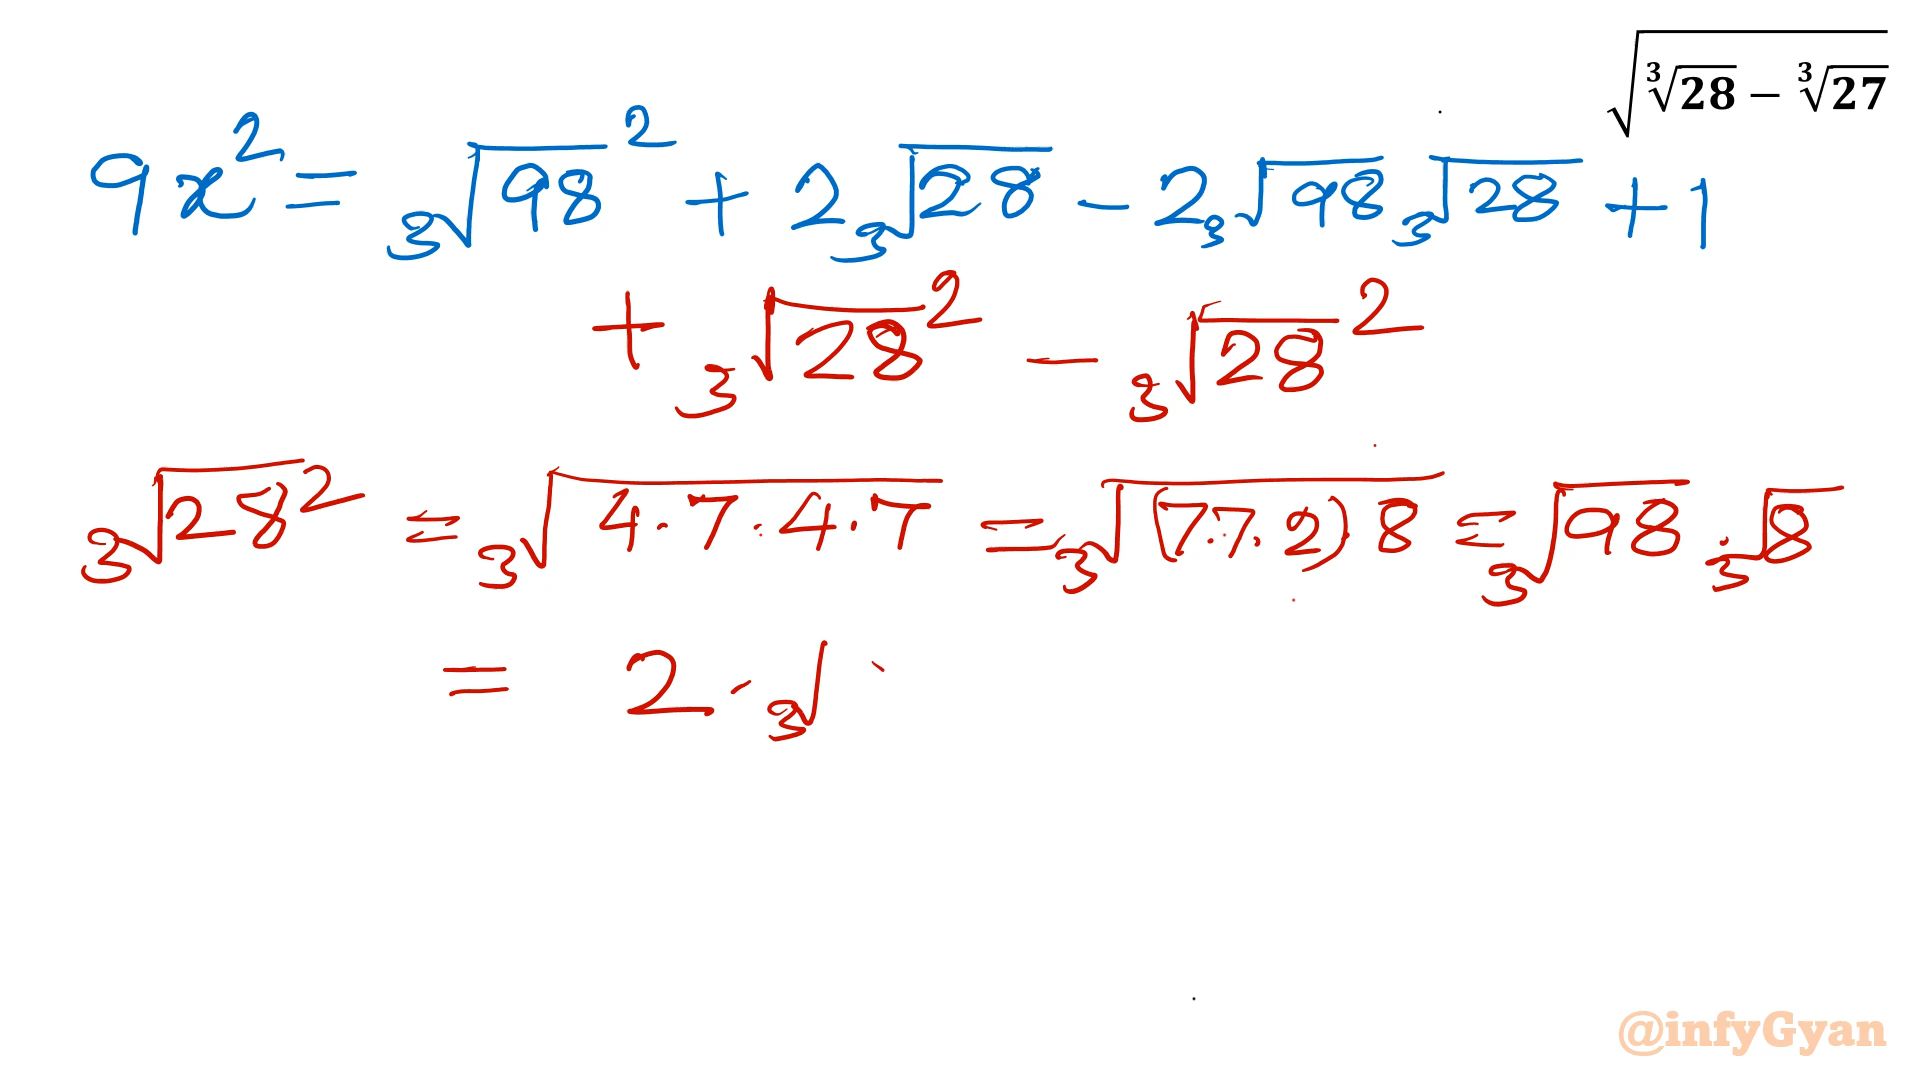 √(∛28 − ∛27)
9x² = ∛98² + 2∛28 − 2∛98 ∛28 + 1
+ ∛28² − ∛28²
∛28² = ∛(4·7·4·7) = ∛((7·7·2)·8) = ∛98 · ∛8
= 2 · ∛
@infyGyan